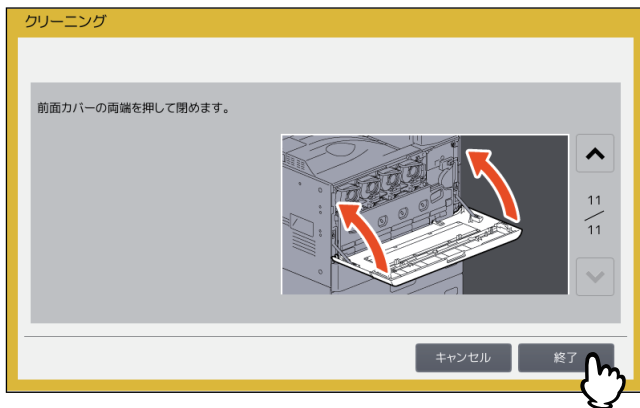 クリーニング
前面カバーの両端を押して閉めます。
11
11
キャンセル
終了